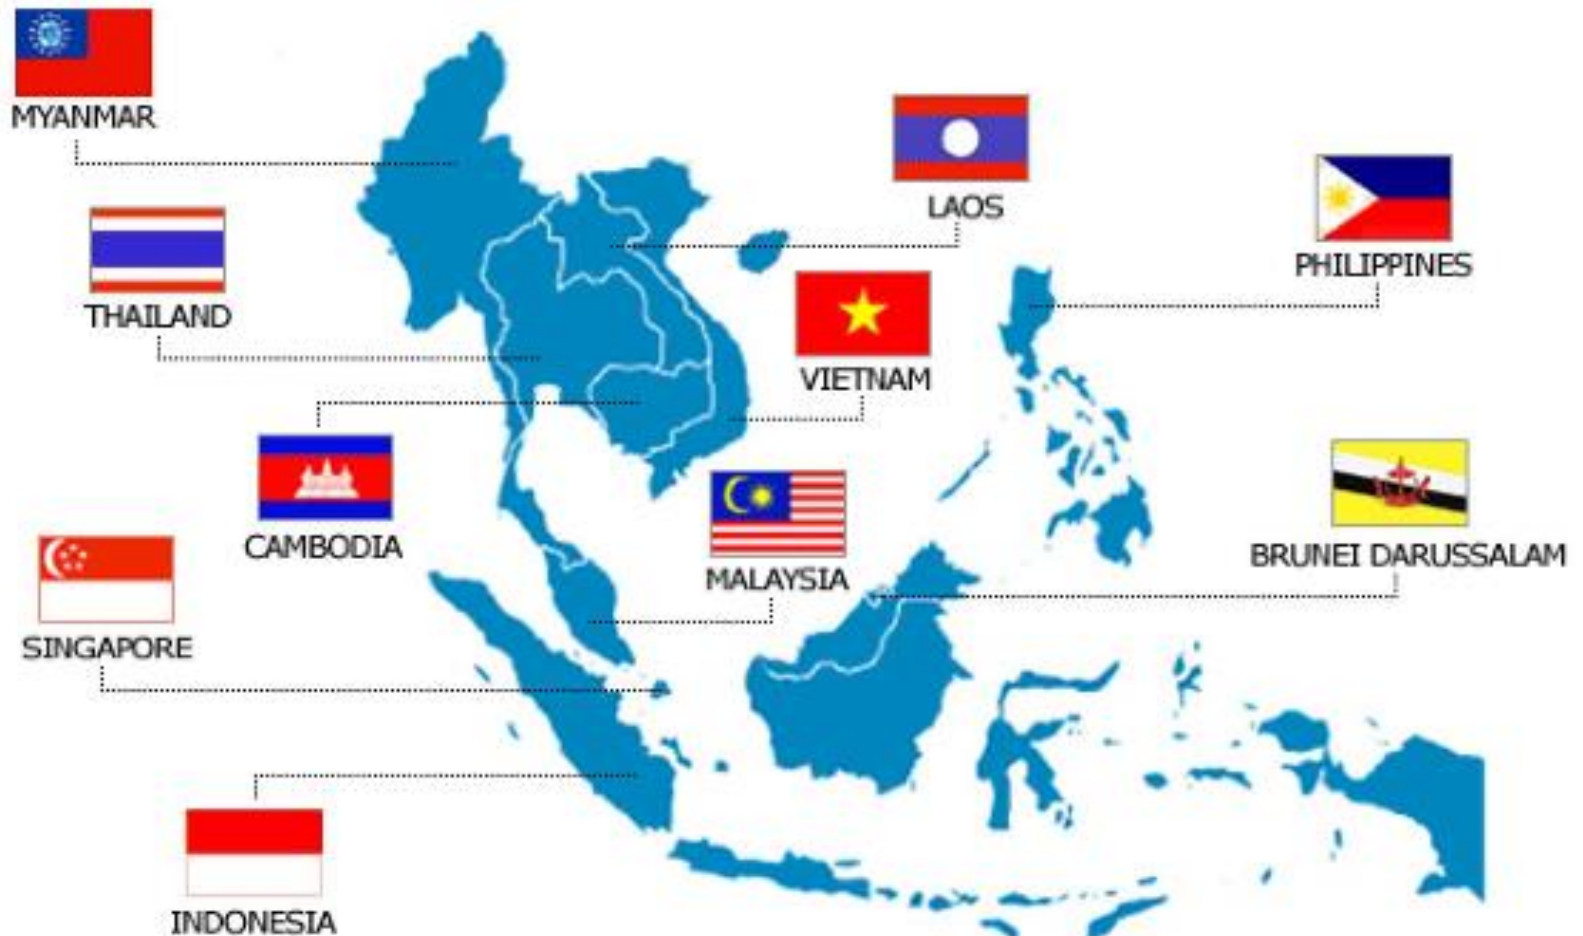 MYANMAR
LAOS
PHILIPPINES
THAILAND
VIETNAM
CAMBODIA
BRUNEI DARUSSALAM
MALAYSIA
SINGAPORE
INDONESIA